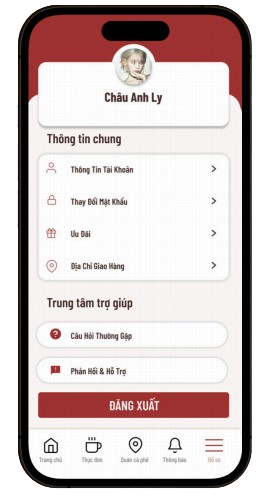 Châu Anh Ly
Thông tin chung
Thông Tin Tài Khoản
Thay Đổi Mật Khẩu
Ưu Đãi
Địa Chỉ Giao Hàng
Trung tâm trợ giúp
Câu Hỏi Thường Gặp
Phản Hồi & Hỗ Trợ
ĐĂNG XUẤT
Trang chủ Thực đơn Quán cà phê Thông báo Hồ sơ